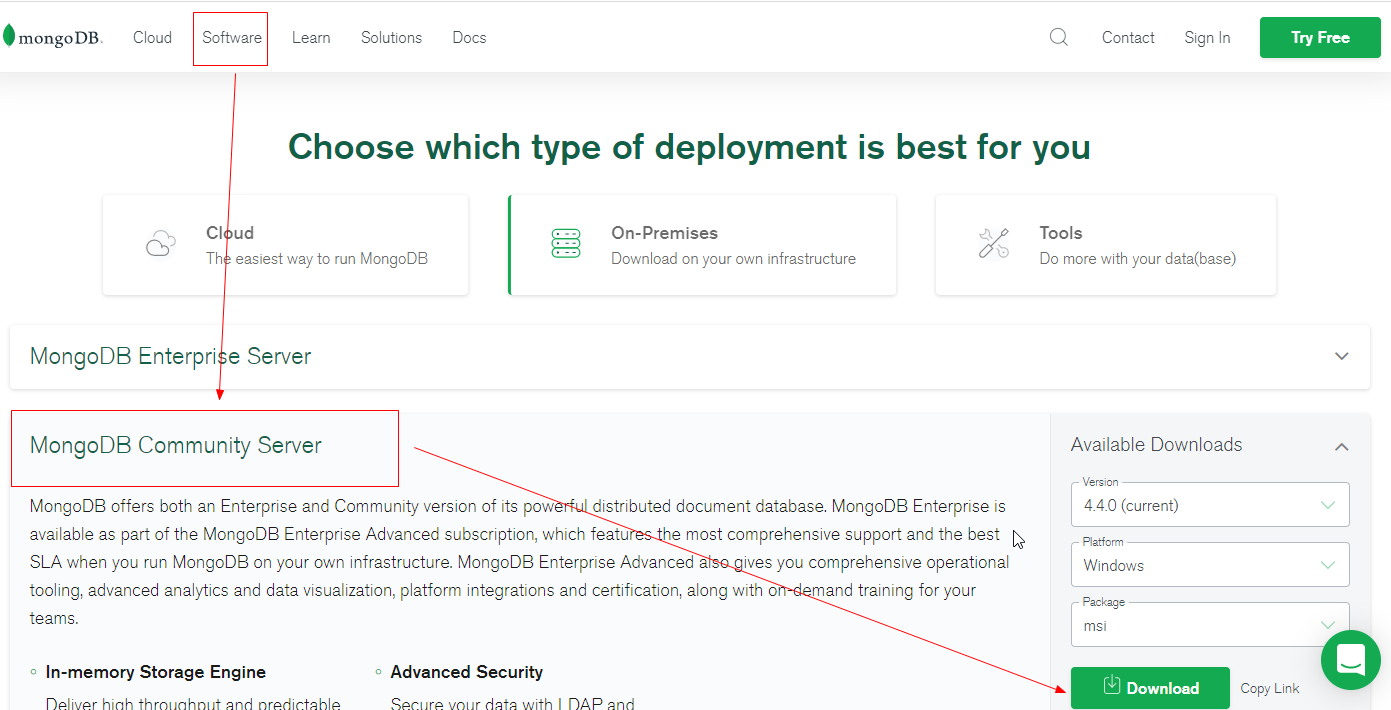 mongoDB. Cloud Software Learn Solutions Docs Contact Sign In Try Free
Choose which type of deployment is best for you
Cloud
The easiest way to run MongoDB
On-Premises
Download on your own infrastructure
Tools
Do more with your data(base)
MongoDB Enterprise Server
MongoDB Community Server
MongoDB offers both an Enterprise and Community version of its powerful distributed document database. MongoDB Enterprise is
available as part of the MongoDB Enterprise Advanced subscription, which features the most comprehensive support and the best
SLA when you run MongoDB on your own infrastructure. MongoDB Enterprise Advanced also gives you comprehensive operational
tooling, advanced analytics and data visualization, platform integrations and certification, along with on-demand training for your
teams.
In-memory Storage Engine
Deliver high throughput and predictable
Advanced Security
Secure your data with LDAP and
Available Downloads
Version
4.4.0 (current)
Platform
Windows
Package
msi
Download Copy Link